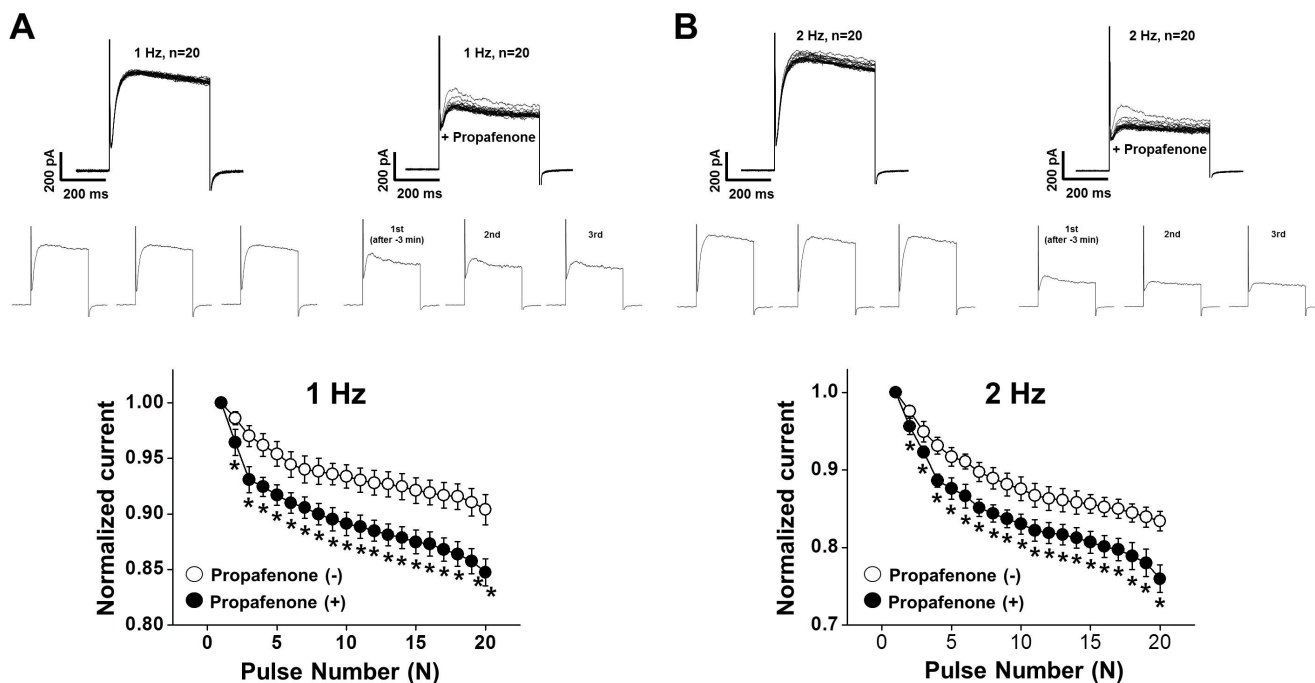 A
1 Hz, n=20
200 pA
200 ms
1 Hz, n=20
+ Propafenone
200 pA
200 ms
1st
(after -3 min)
2nd
3rd
1 Hz
Normalized current
1.00
0.95
0.90
0.85
0.80
* * * * * * * * * * * * * * * * * * *
Propafenone (-)
Propafenone (+)
0 5 10 15 20
Pulse Number (N)
B
2 Hz, n=20
200 pA
200 ms
2 Hz, n=20
+ Propafenone
200 pA
200 ms
1st
(after -3 min)
2nd
3rd
2 Hz
Normalized current
1.0
0.9
0.8
0.7
* * * * * * * * * * * * * * * * * * *
Propafenone (-)
Propafenone (+)
0 5 10 15 20
Pulse Number (N)